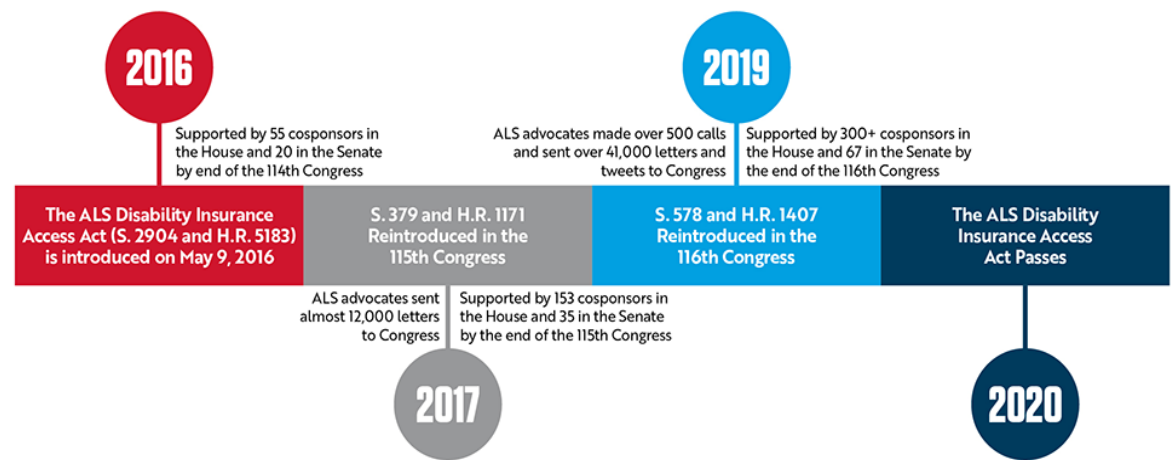 2016
Supported by 55 cosponsors in
the House and 20 in the Senate
by end of the 114th Congress
The ALS Disability Insurance
Access Act (S. 2904 and H.R. 5183)
is introduced on May 9, 2016
S. 379 and H.R. 1171
Reintroduced in the
115th Congress
ALS advocates sent
almost 12,000 letters
to Congress
Supported by 153 cosponsors in
the House and 35 in the Senate
by the end of the 115th Congress
2017
2019
ALS advocates made over 500 calls
and sent over 41,000 letters and
tweets to Congress
Supported by 300+ cosponsors in
the House and 67 in the Senate by
the end of the 116th Congress
S. 578 and H.R. 1407
Reintroduced in the
116th Congress
The ALS Disability
Insurance Access
Act Passes
2020